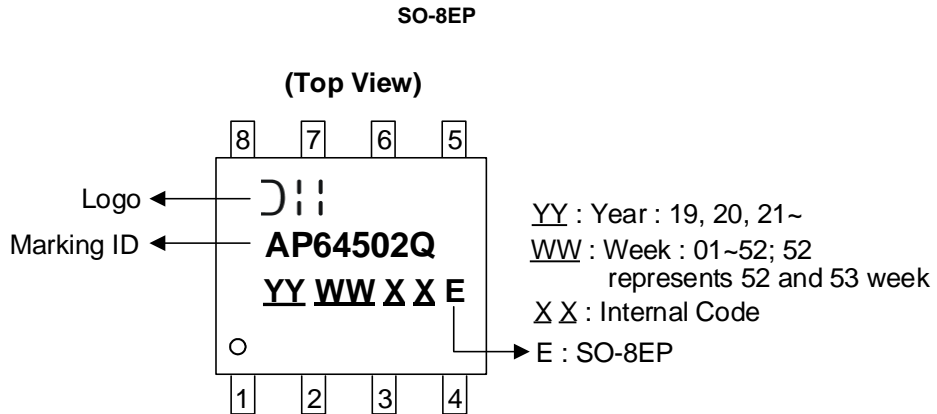 SO-8EP
(Top View)
8 7 6 5
Logo
Marking ID
AP64502Q
YY WW X X E
YY : Year : 19, 20, 21~
WW : Week : 01~52; 52
represents 52 and 53 week
X X : Internal Code
E : SO-8EP
1 2 3 4